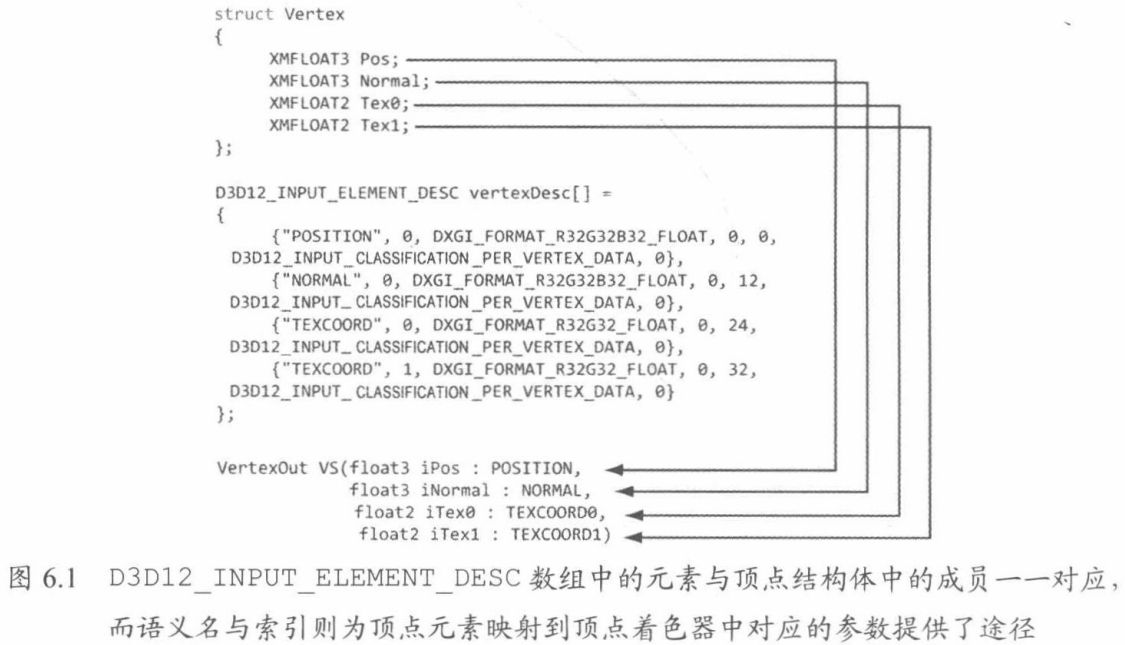 struct Vertex
{
XMFLOAT3 Pos;
XMFLOAT3 Normal;
XMFLOAT2 Tex0;
XMFLOAT2 Tex1;
};
D3D12_INPUT_ELEMENT_DESC vertexDesc[] =
{
{"POSITION", 0, DXGI_FORMAT_R32G32B32_FLOAT, 0, 0,
D3D12_INPUT_CLASSIFICATION_PER_VERTEX_DATA, 0},
{"NORMAL", 0, DXGI_FORMAT_R32G32B32_FLOAT, 0, 12,
D3D12_INPUT_CLASSIFICATION_PER_VERTEX_DATA, 0},
{"TEXCOORD", 0, DXGI_FORMAT_R32G32_FLOAT, 0, 24,
D3D12_INPUT_CLASSIFICATION_PER_VERTEX_DATA, 0},
{"TEXCOORD", 1, DXGI_FORMAT_R32G32_FLOAT, 0, 32,
D3D12_INPUT_CLASSIFICATION_PER_VERTEX_DATA, 0}
};
VertexOut VS(float3 iPos : POSITION,
float3 iNormal : NORMAL,
float2 iTex0 : TEXCOORD0,
float2 iTex1 : TEXCOORD1)
图 6.1 D3D12_INPUT_ELEMENT_DESC 数组中的元素与顶点结构体中的成员一一对应，
而语义名与索引则为顶点元素映射到顶点着色器中对应的参数提供了途径